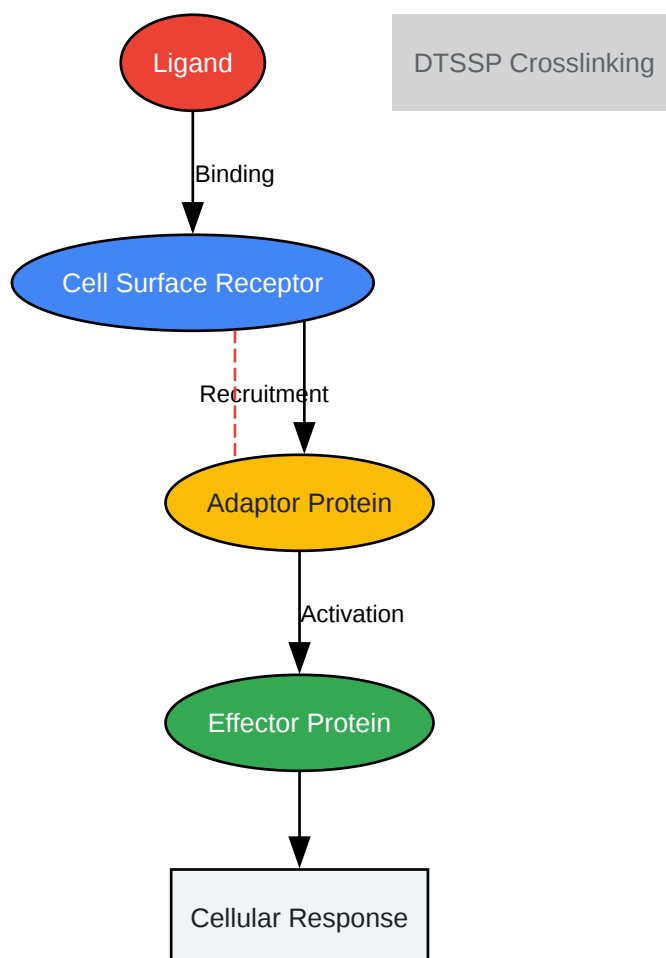 Ligand
DTSSP Crosslinking
Binding
Cell Surface Receptor
Recruitment
Adaptor Protein
Activation
Effector Protein
Cellular Response